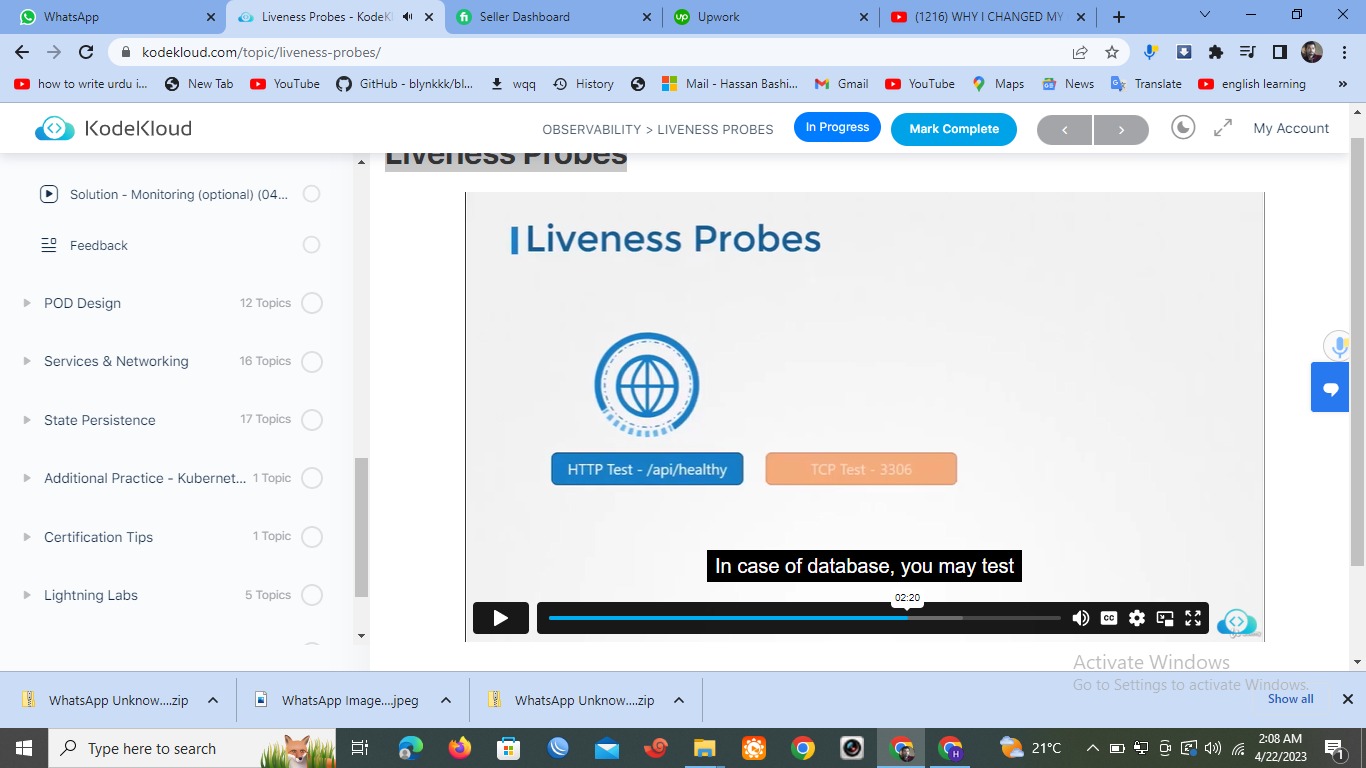 WhatsApp
Liveness Probes - KodeKl
Seller Dashboard
Upwork
(1216) WHY I CHANGED MY
kodekloud.com/topic/liveness-probes/
how to write urdu i...
New Tab
YouTube
GitHub - blynkkk/bl...
wqq
History
Mail - Hassan Bashi...
Gmail
YouTube
Maps
News
Translate
english learning
»
KodeKloud
OBSERVABILITY > LIVENESS PROBES
In Progress
Mark Complete
My Account
Liveness Probes
Solution - Monitoring (optional) (04...
Feedback
POD Design 12 Topics
Services & Networking 16 Topics
State Persistence 17 Topics
Additional Practice - Kubernet... 1 Topic
Certification Tips 1 Topic
Lightning Labs 5 Topics
Liveness Probes
HTTP Test - /api/healthy
TCP Test - 3306
In case of database, you may test
02:20
CC
Activate Windows
Go to Settings to activate Windows.
WhatsApp Unknow....zip
WhatsApp Image....jpeg
WhatsApp Unknow....zip
Show all
Type here to search
21°C
2:08 AM
4/22/2023